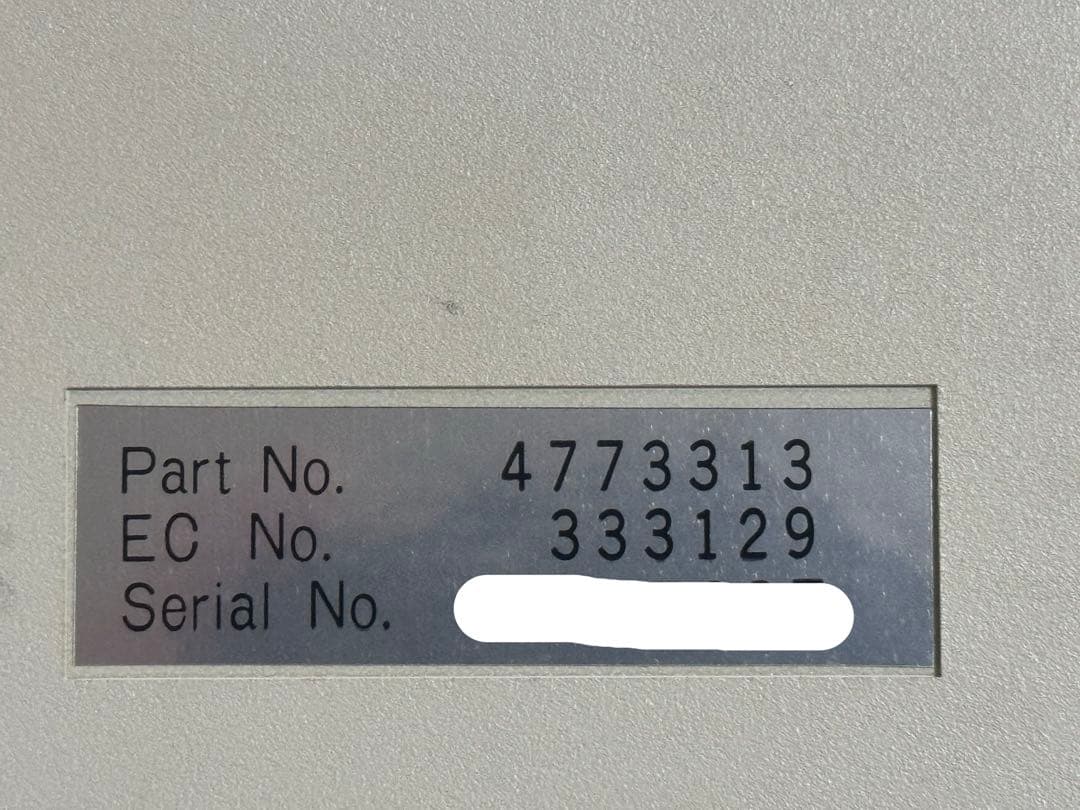 Part No. 4773313
EC No. 333129
Serial No.